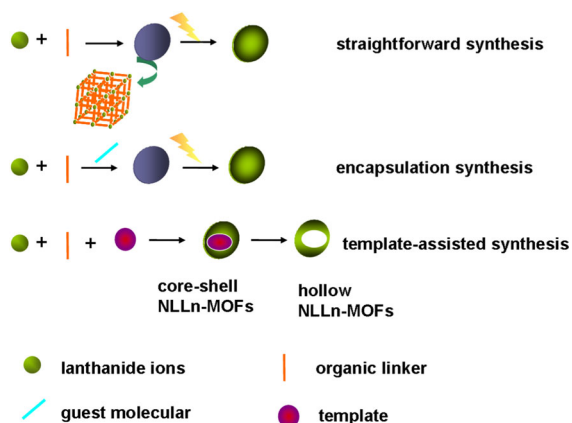 +
straightforward synthesis
+
encapsulation synthesis
+ +
template-assisted synthesis
core-shell
NLLn-MOFs
hollow
NLLn-MOFs
lanthanide ions
organic linker
guest molecular
template